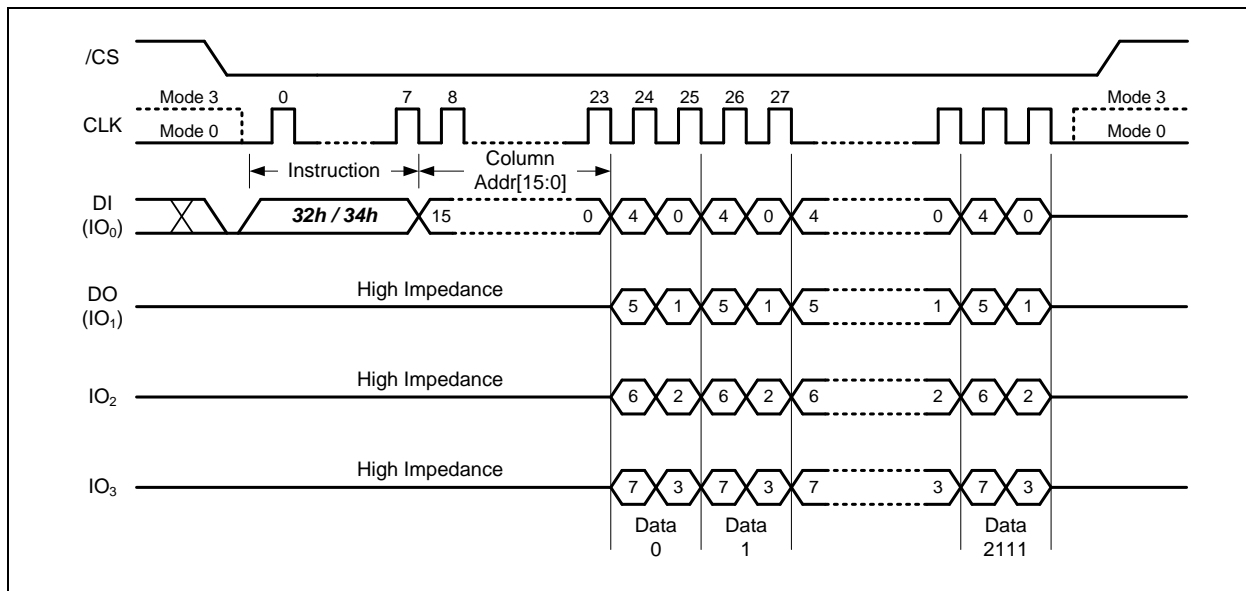 /CS
Mode 3 0 7 8 23 24 25 26 27 Mode 3
CLK
Mode 0 Mode 0
Instruction Column
Addr[15:0]
DI
(IO0) 32h / 34h 15 0 4 0 4 0 4 0 4 0
High Impedance
DO
(IO1) 5 1 5 1 5 1 5 1
High Impedance
IO2 6 2 6 2 6 2 6 2
High Impedance
IO3 7 3 7 3 7 3 7 3
Data Data Data
0 1 2111